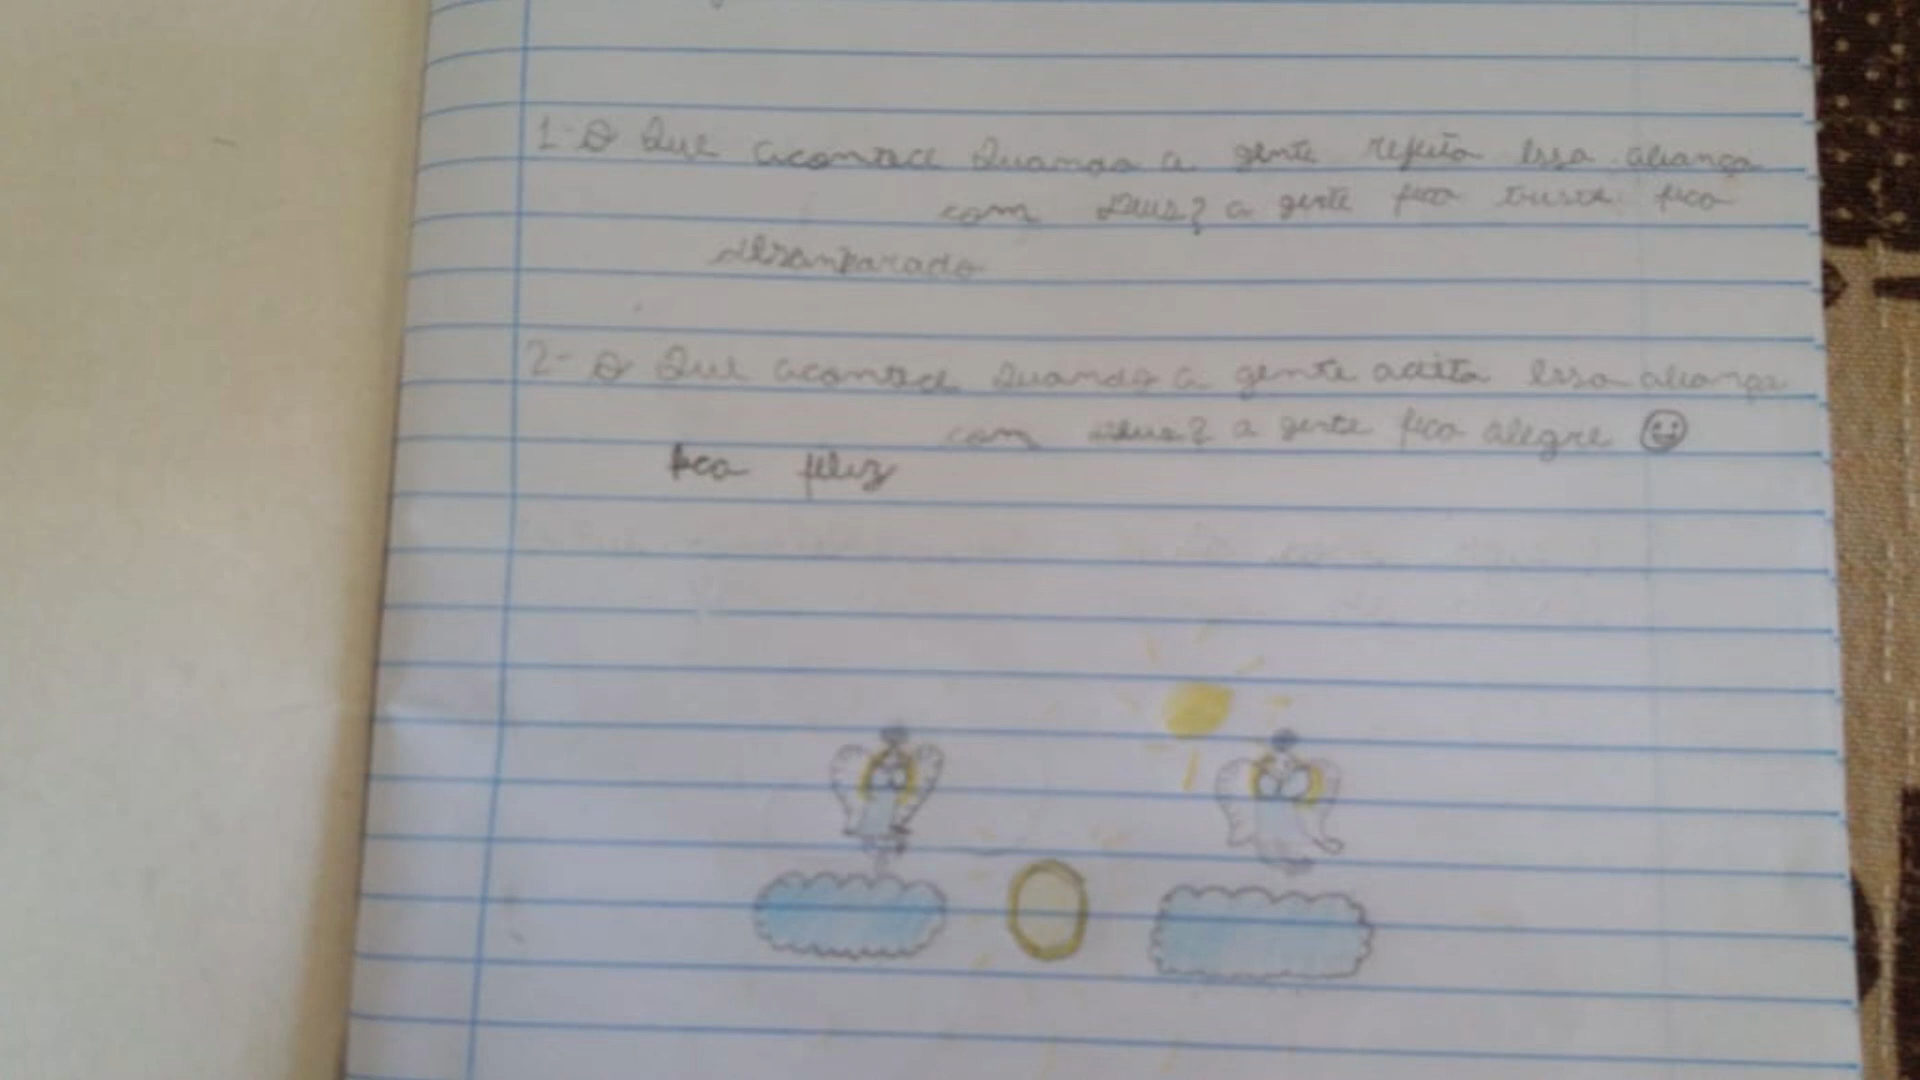 1- O Que acontece Quando a gente rejeita essa aliança
com Deus? a gente fica triste fica
desanparado
2- O Que acontece Quando a gente aceita essa aliança
com Deus? a gente fica alegre
fica feliz